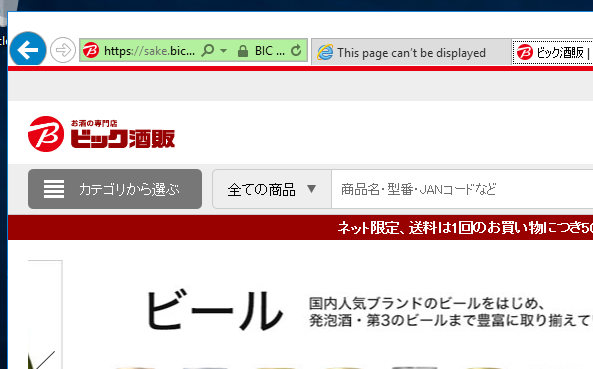 https://sake.bic...
BIC ...
This page can't be displayed
ビック酒販 |
お酒の専門店
ビック酒販
カテゴリから選ぶ
全ての商品 ▼
商品名・型番・JANコードなど
ネット限定、送料は1回のお買い物につき50
ビール
国内人気ブランドのビールをはじめ、
発泡酒・第3のビールまで豊富に取り揃えて